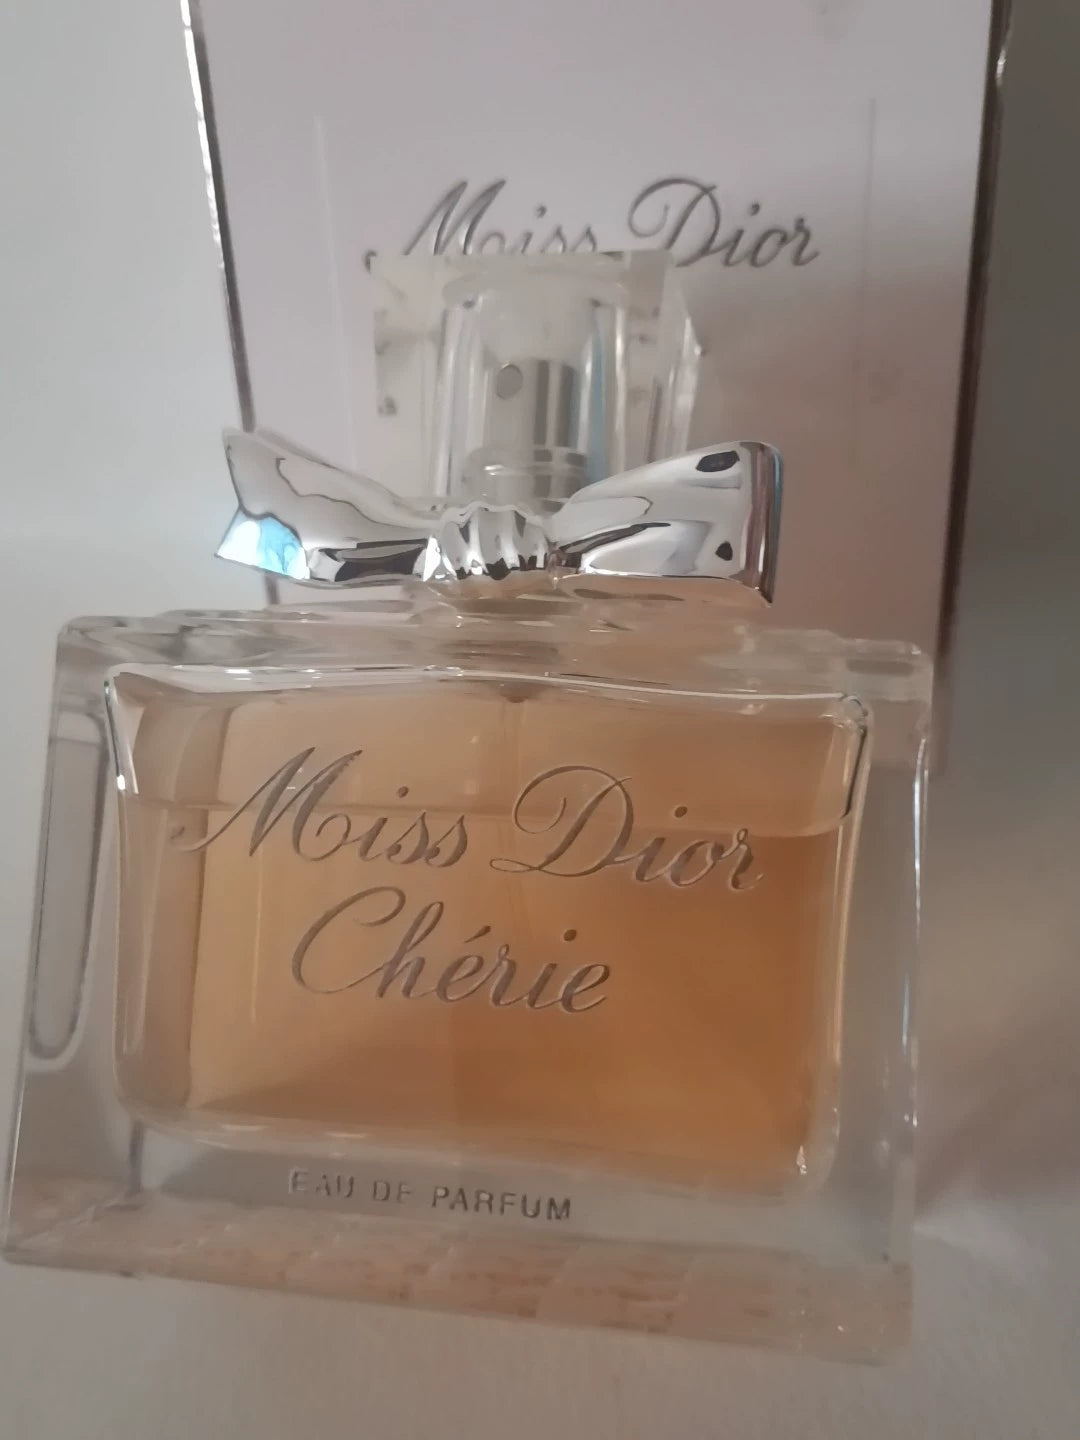 Miss Dior
Miss Dior
Chérie
EAU DE PARFUM